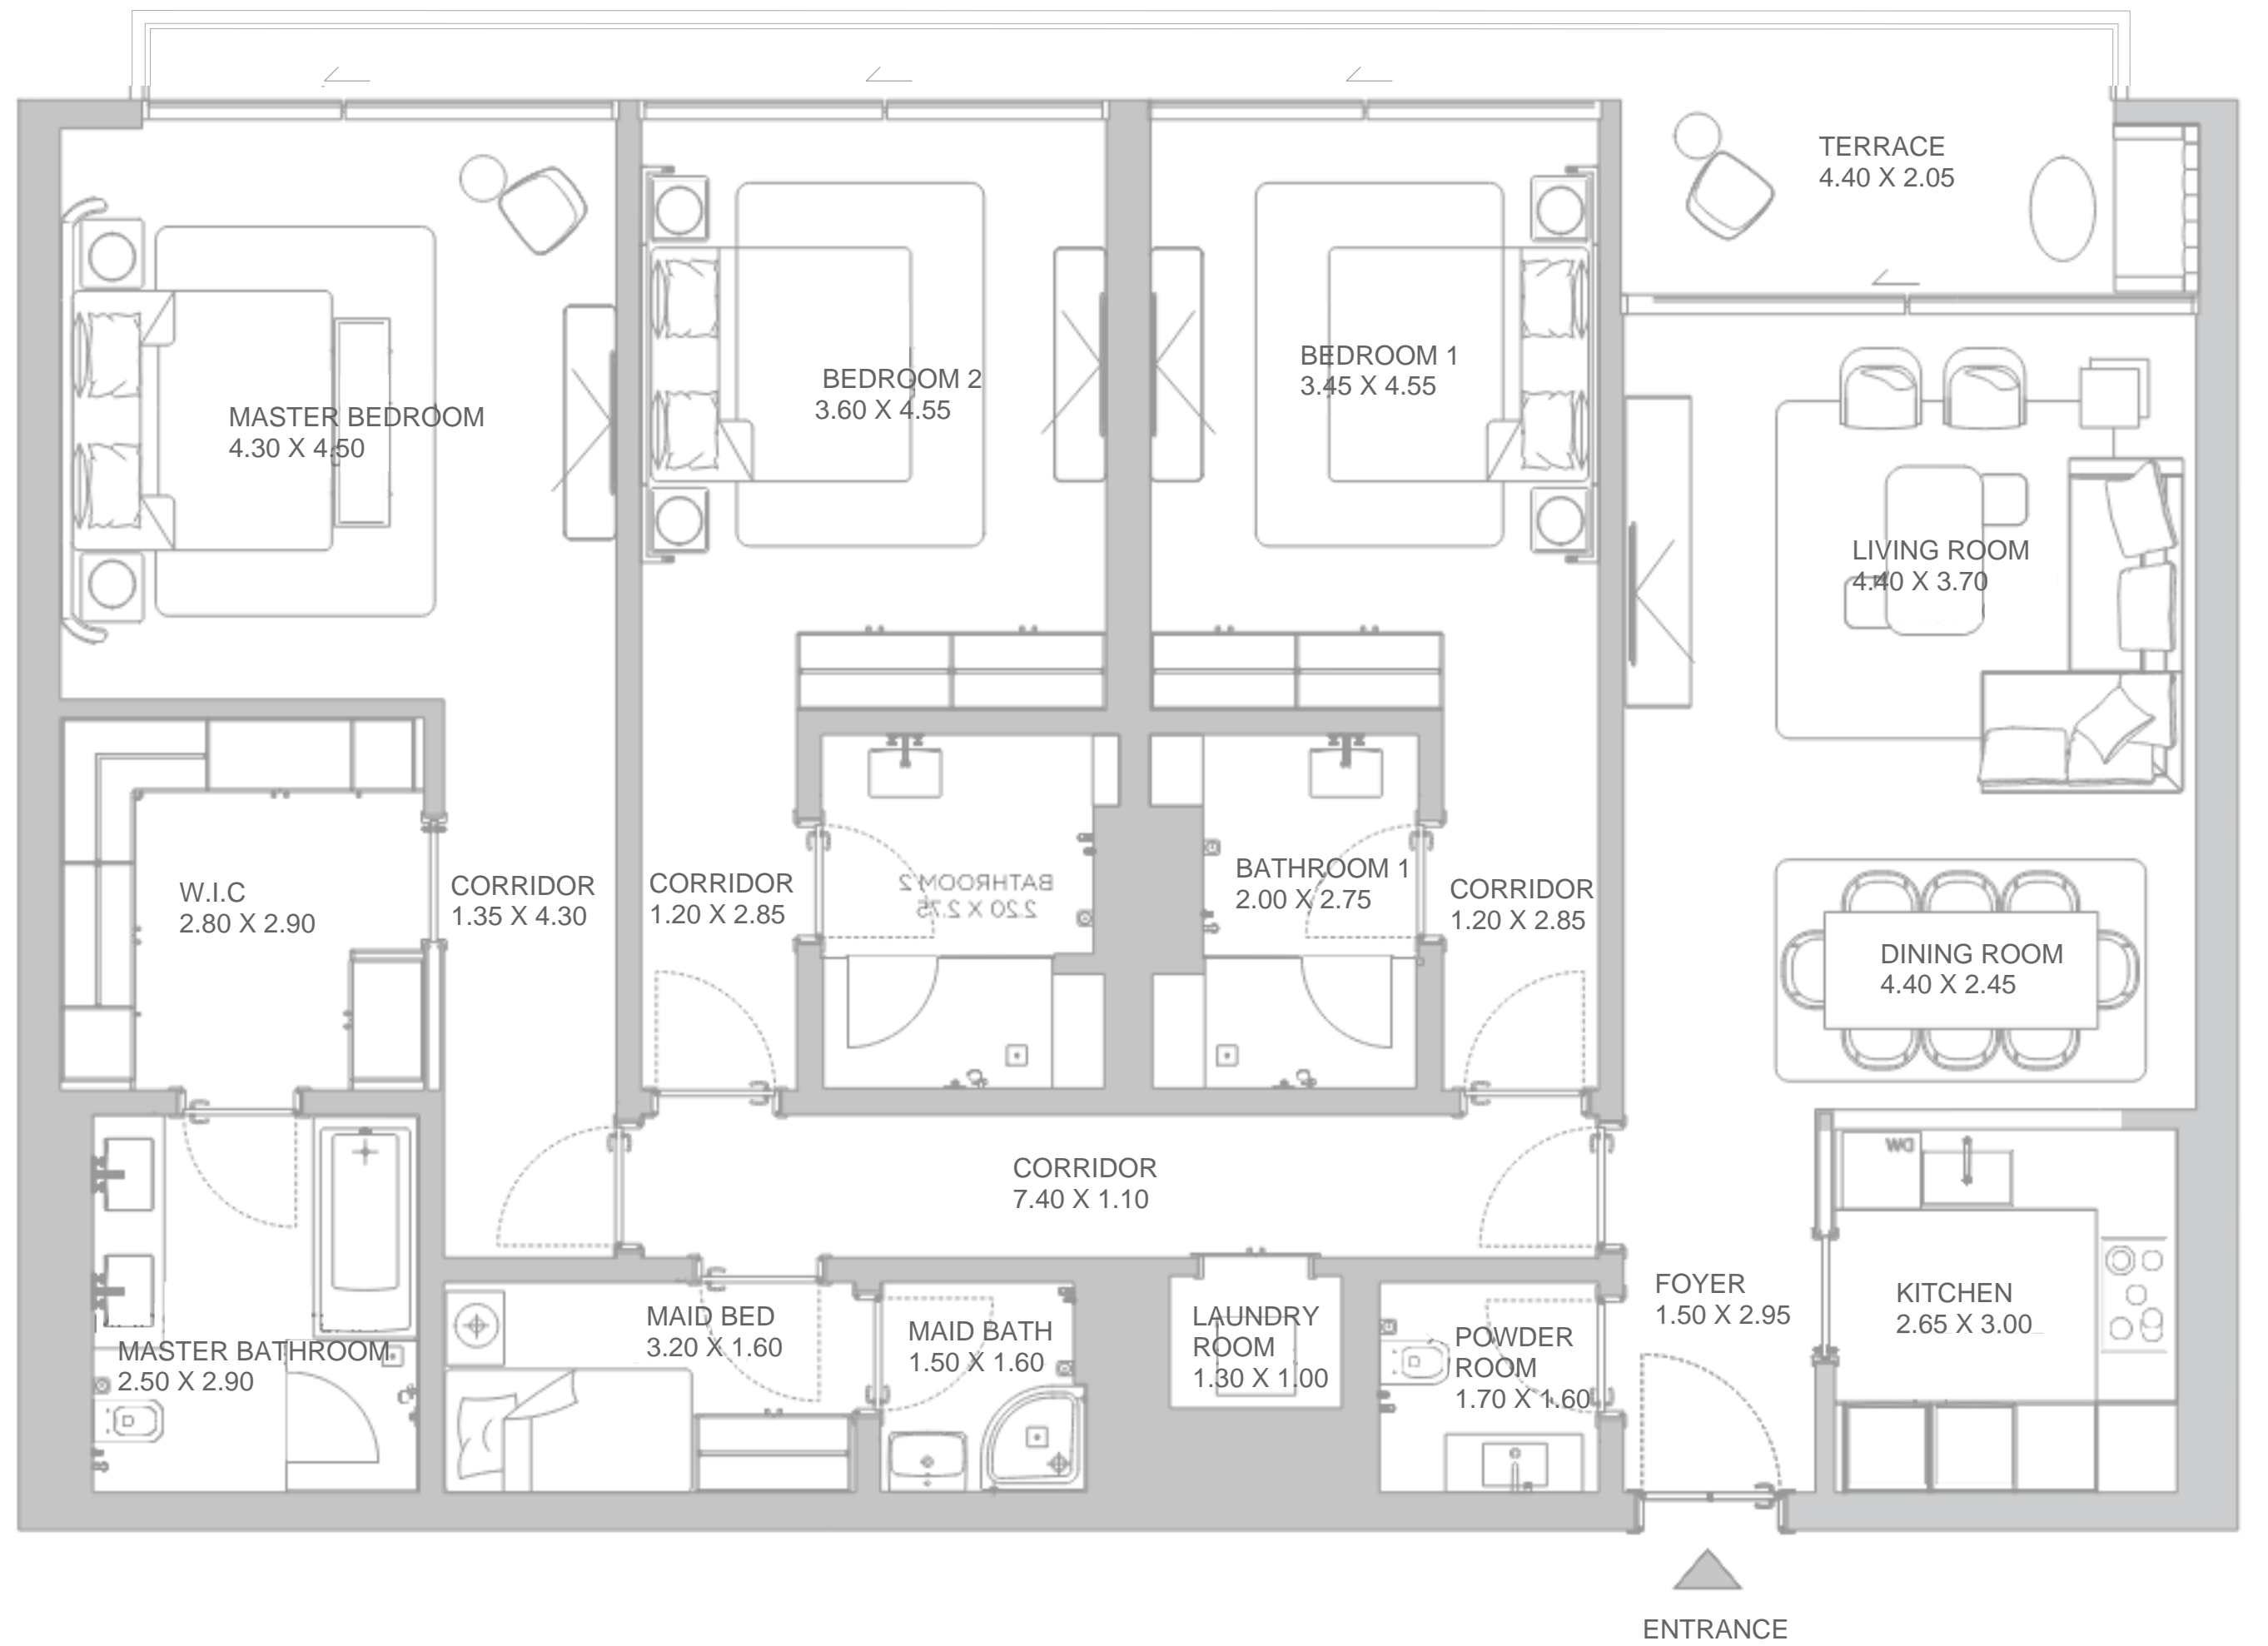 TERRACE
4.40 X 2.05
BEDROOM 1
3.45 X 4.55
BEDROOM 2
3.60 X 4.55
MASTER BEDROOM
4.30 X 4.50
LIVING ROOM
4.40 X 3.70
W.I.C
2.80 X 2.90
CORRIDOR
1.35 X 4.30
CORRIDOR
1.20 X 2.85
BATHROOM 2
2.20 X 2.75
BATHROOM 1
2.00 X 2.75
CORRIDOR
1.20 X 2.85
DINING ROOM
4.40 X 2.45
DW
CORRIDOR
7.40 X 1.10
FOYER
1.50 X 2.95
KITCHEN
2.65 X 3.00
MASTER BATHROOM
2.50 X 2.90
MAID BED
3.20 X 1.60
MAID BATH
1.50 X 1.60
LAUNDRY
ROOM
1.30 X 1.00
POWDER
ROOM
1.70 X 1.60
ENTRANCE